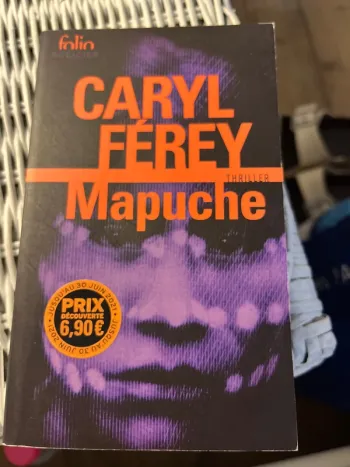 folio
POLICIER
CARYL
FÉREY
THRILLER
Mapuche
JUSQU'AU 30 JUIN 2021
PRIX
DÉCOUVERTE
6,90 €
JUSQU'AU 30 JUIN 2021